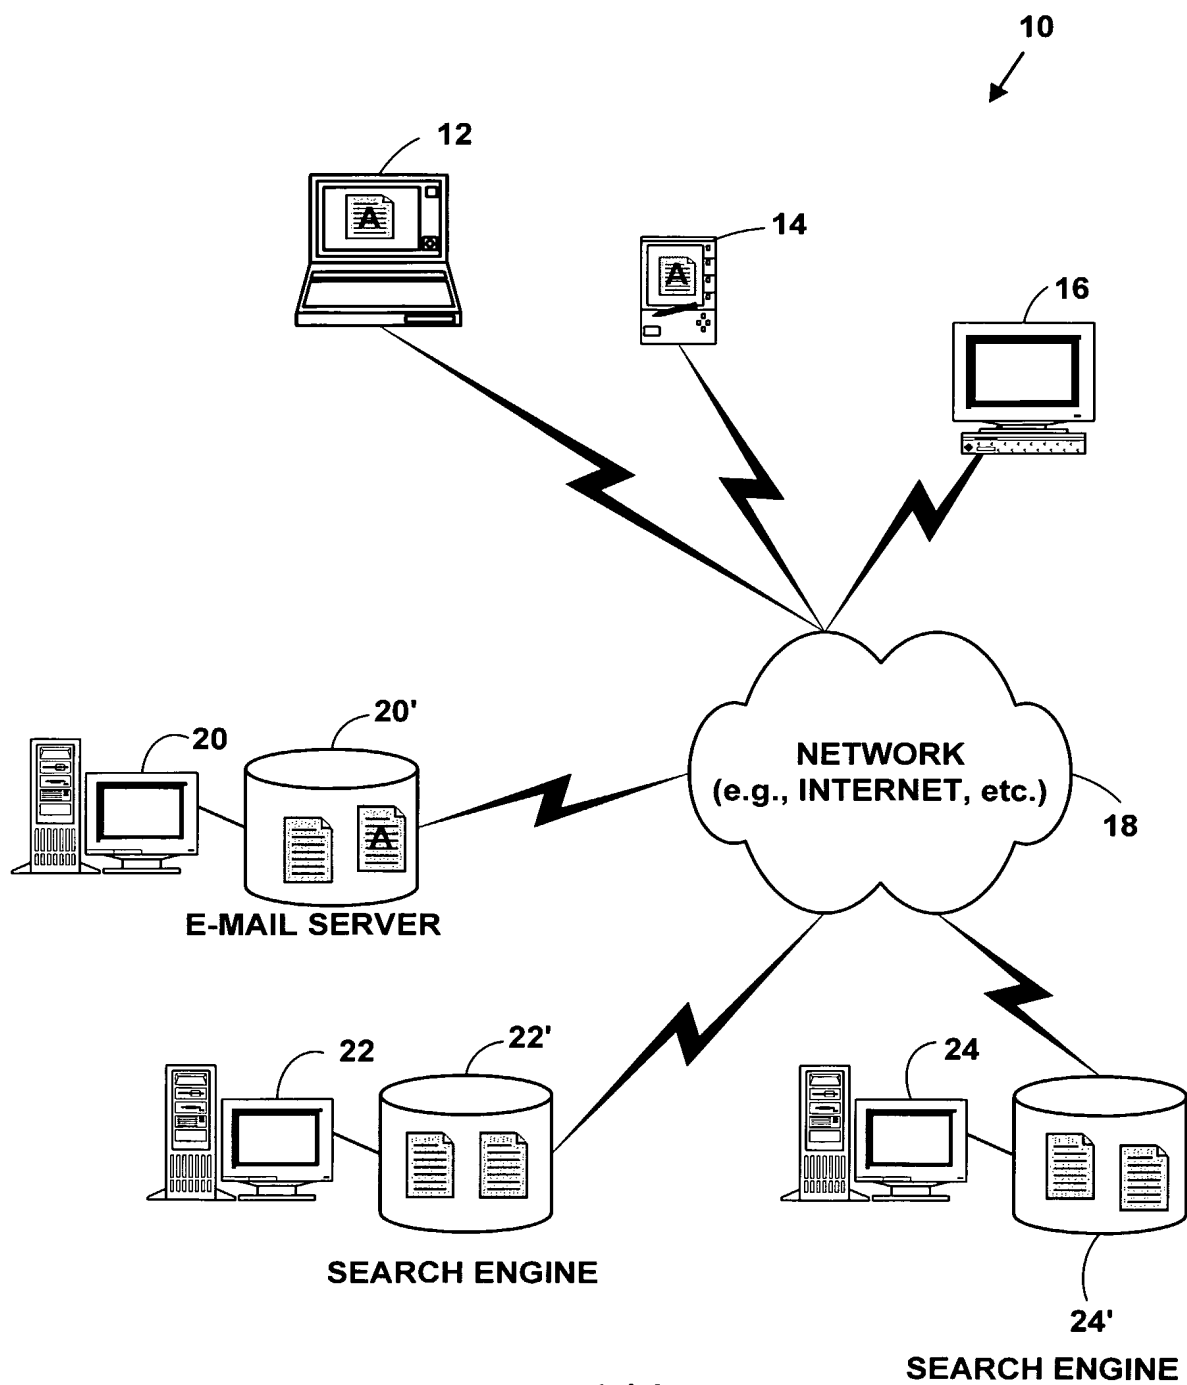 10
12
A
14
A
16
NETWORK
(e.g., INTERNET, etc.)
18
20
20'
A
E-MAIL SERVER
22
22'
SEARCH ENGINE
24
24'
SEARCH ENGINE